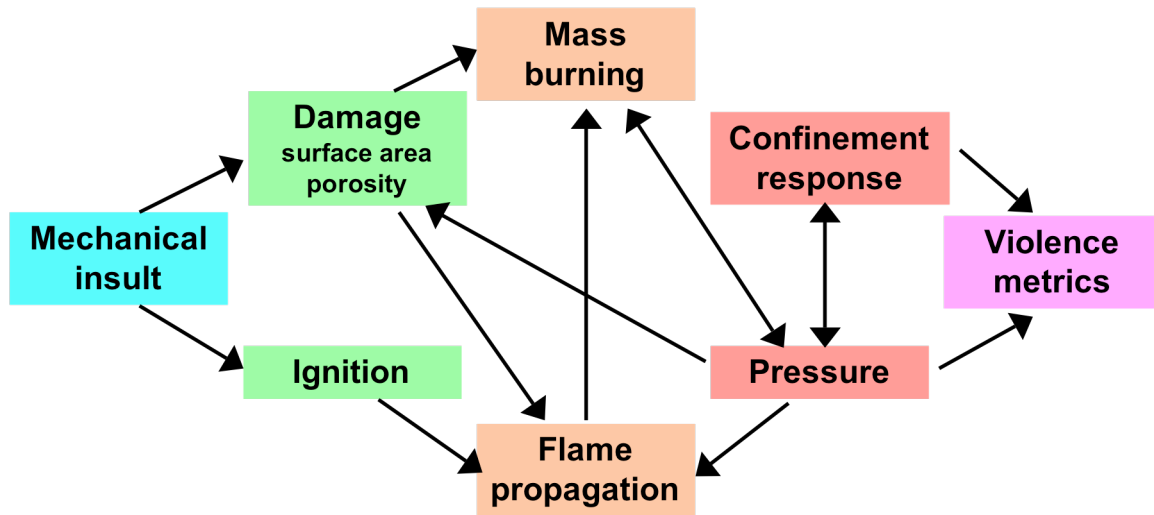 Mass
burning
Damage
surface area
porosity
Confinement
response
Mechanical
insult
Violence
metrics
Ignition
Pressure
Flame
propagation